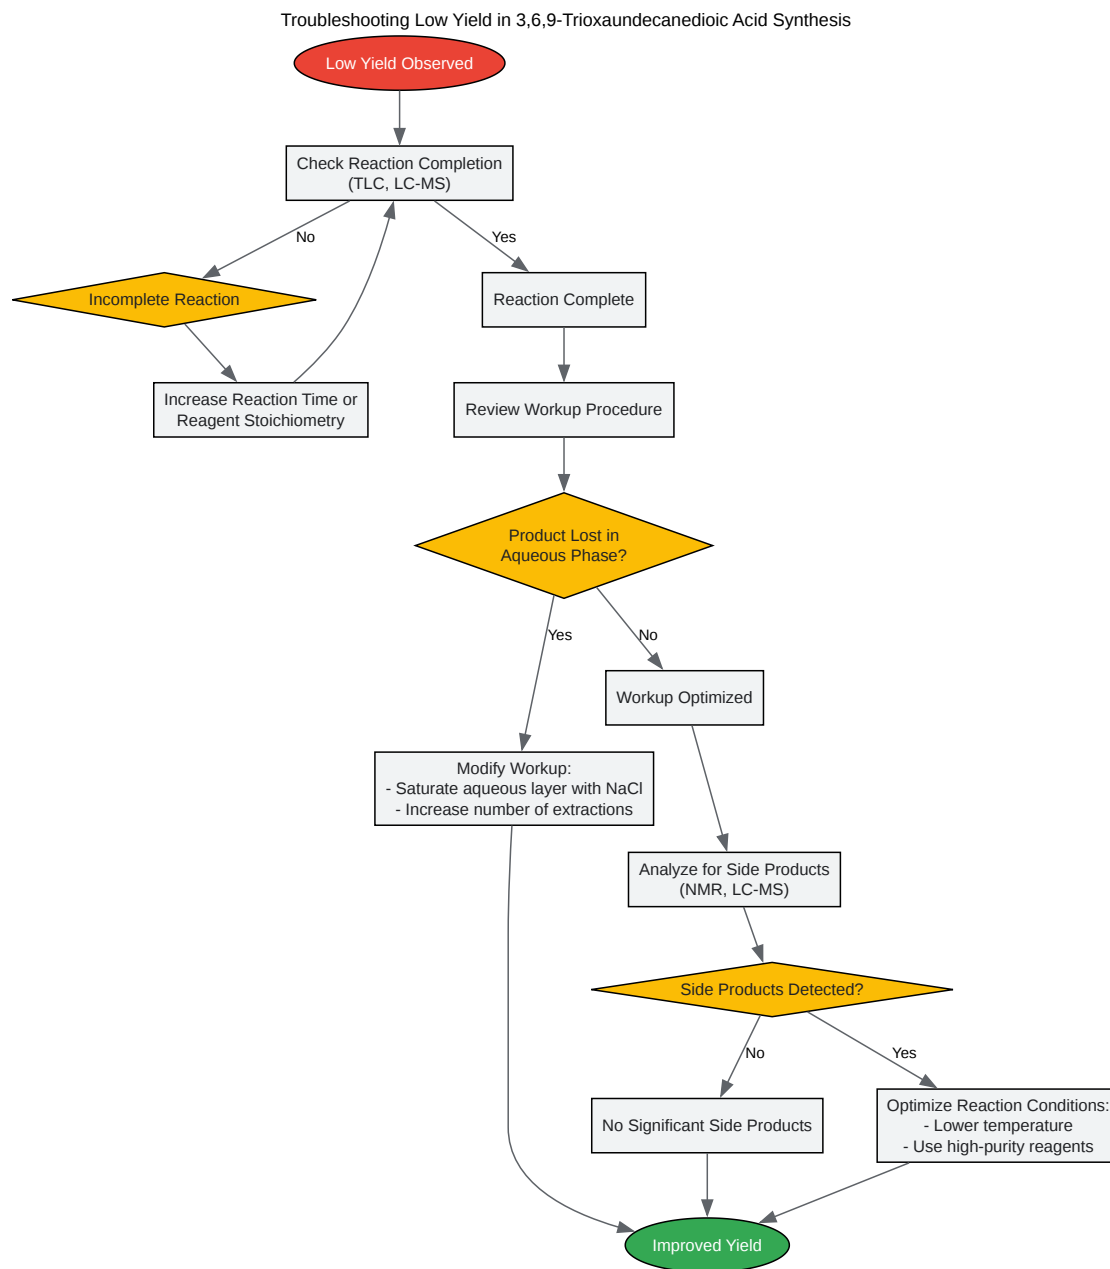 Troubleshooting Low Yield in 3,6,9-Trioxaundecanedioic Acid Synthesis
Low Yield Observed
Check Reaction Completion
(TLC, LC-MS)
No
Yes
Incomplete Reaction
Reaction Complete
Increase Reaction Time or
Reagent Stoichiometry
Review Workup Procedure
Product Lost in
Aqueous Phase?
Yes
No
Workup Optimized
Modify Workup:
- Saturate aqueous layer with NaCl
- Increase number of extractions
Analyze for Side Products
(NMR, LC-MS)
Side Products Detected?
No
Yes
No Significant Side Products
Optimize Reaction Conditions:
- Lower temperature
- Use high-purity reagents
Improved Yield